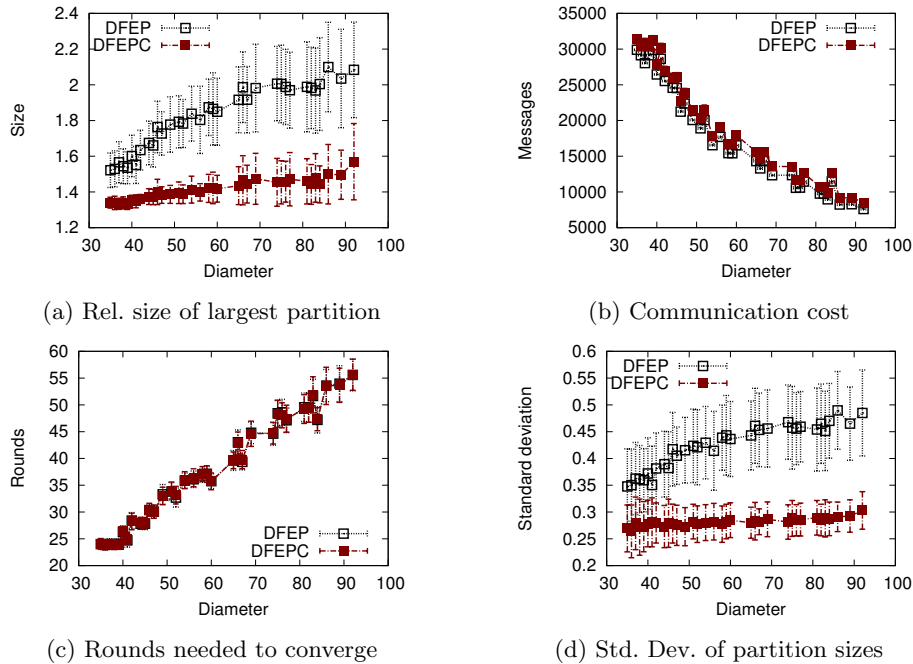 2.4
2.2
2
1.8
1.6
1.4
1.2
Size
DFEP
DFEPC
30 40 50 60 70 80 90 100
Diameter
(a) Rel. size of largest partition
35000
30000
25000
20000
15000
10000
5000
Messages
DFEP
DFEPC
30 40 50 60 70 80 90 100
Diameter
(b) Communication cost
60
55
50
45
40
35
30
25
20
Rounds
DFEP
DFEPC
30 40 50 60 70 80 90 100
Diameter
(c) Rounds needed to converge
0.6
0.55
0.5
0.45
0.4
0.35
0.3
0.25
0.2
Standard deviation
DFEP
DFEPC
30 40 50 60 70 80 90 100
Diameter
(d) Std. Dev. of partition sizes